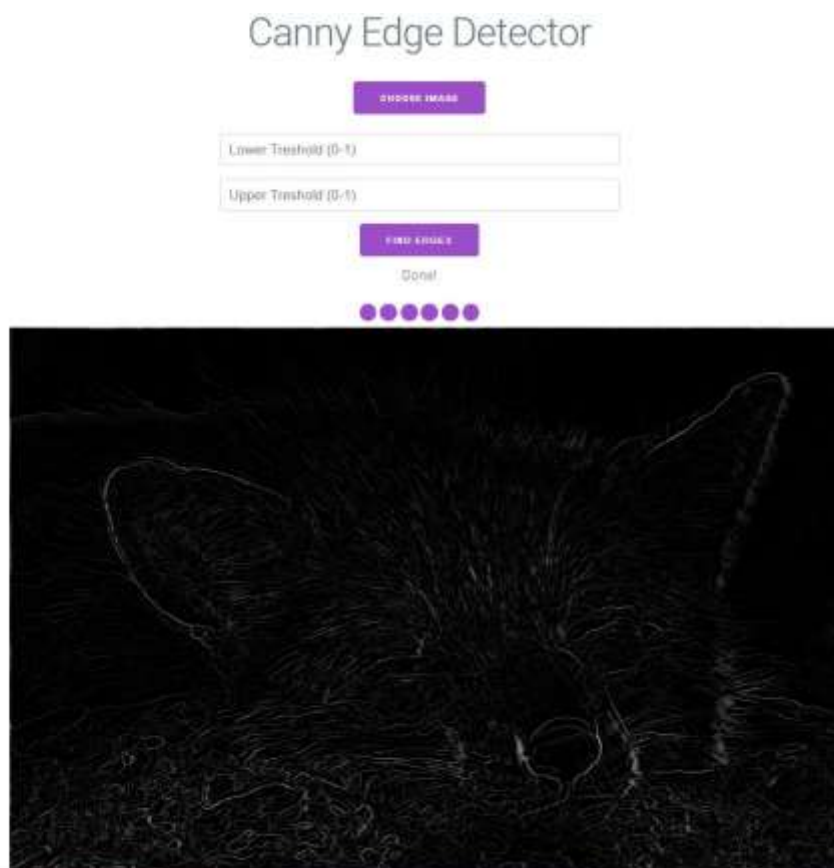 Canny Edge Detector
CHOOSE IMAGE
Lower Treshold (0-1)
Upper Treshold (0-1)
FIND EDGES
Done!